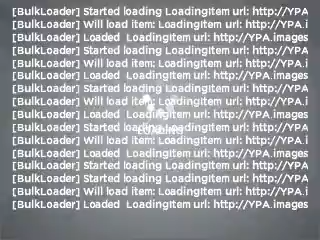 [BulkLoader] Started loading LoadingItem url: http://YPA
[BulkLoader] Will load item: LoadingItem url: http://YPA.i
[BulkLoader] Loaded  LoadingItem url: http://YPA.images
[BulkLoader] Started loading LoadingItem url: http://YPA
[BulkLoader] Will load item: LoadingItem url: http://YPA.i
[BulkLoader] Loaded  LoadingItem url: http://YPA.images
[BulkLoader] Started loading LoadingItem url: http://YPA
[BulkLoader] Will load item: LoadingItem url: http://YPA.i
[BulkLoader] Loaded  LoadingItem url: http://YPA.images
[BulkLoader] Started loading LoadingItem url: http://YPA
[BulkLoader] Will load item: LoadingItem url: http://YPA.i
[BulkLoader] Loaded  LoadingItem url: http://YPA.images
[BulkLoader] Started loading LoadingItem url: http://YPA
[BulkLoader] Will load item: LoadingItem url: http://YPA.i
[BulkLoader] Loaded  LoadingItem url: http://YPA.images